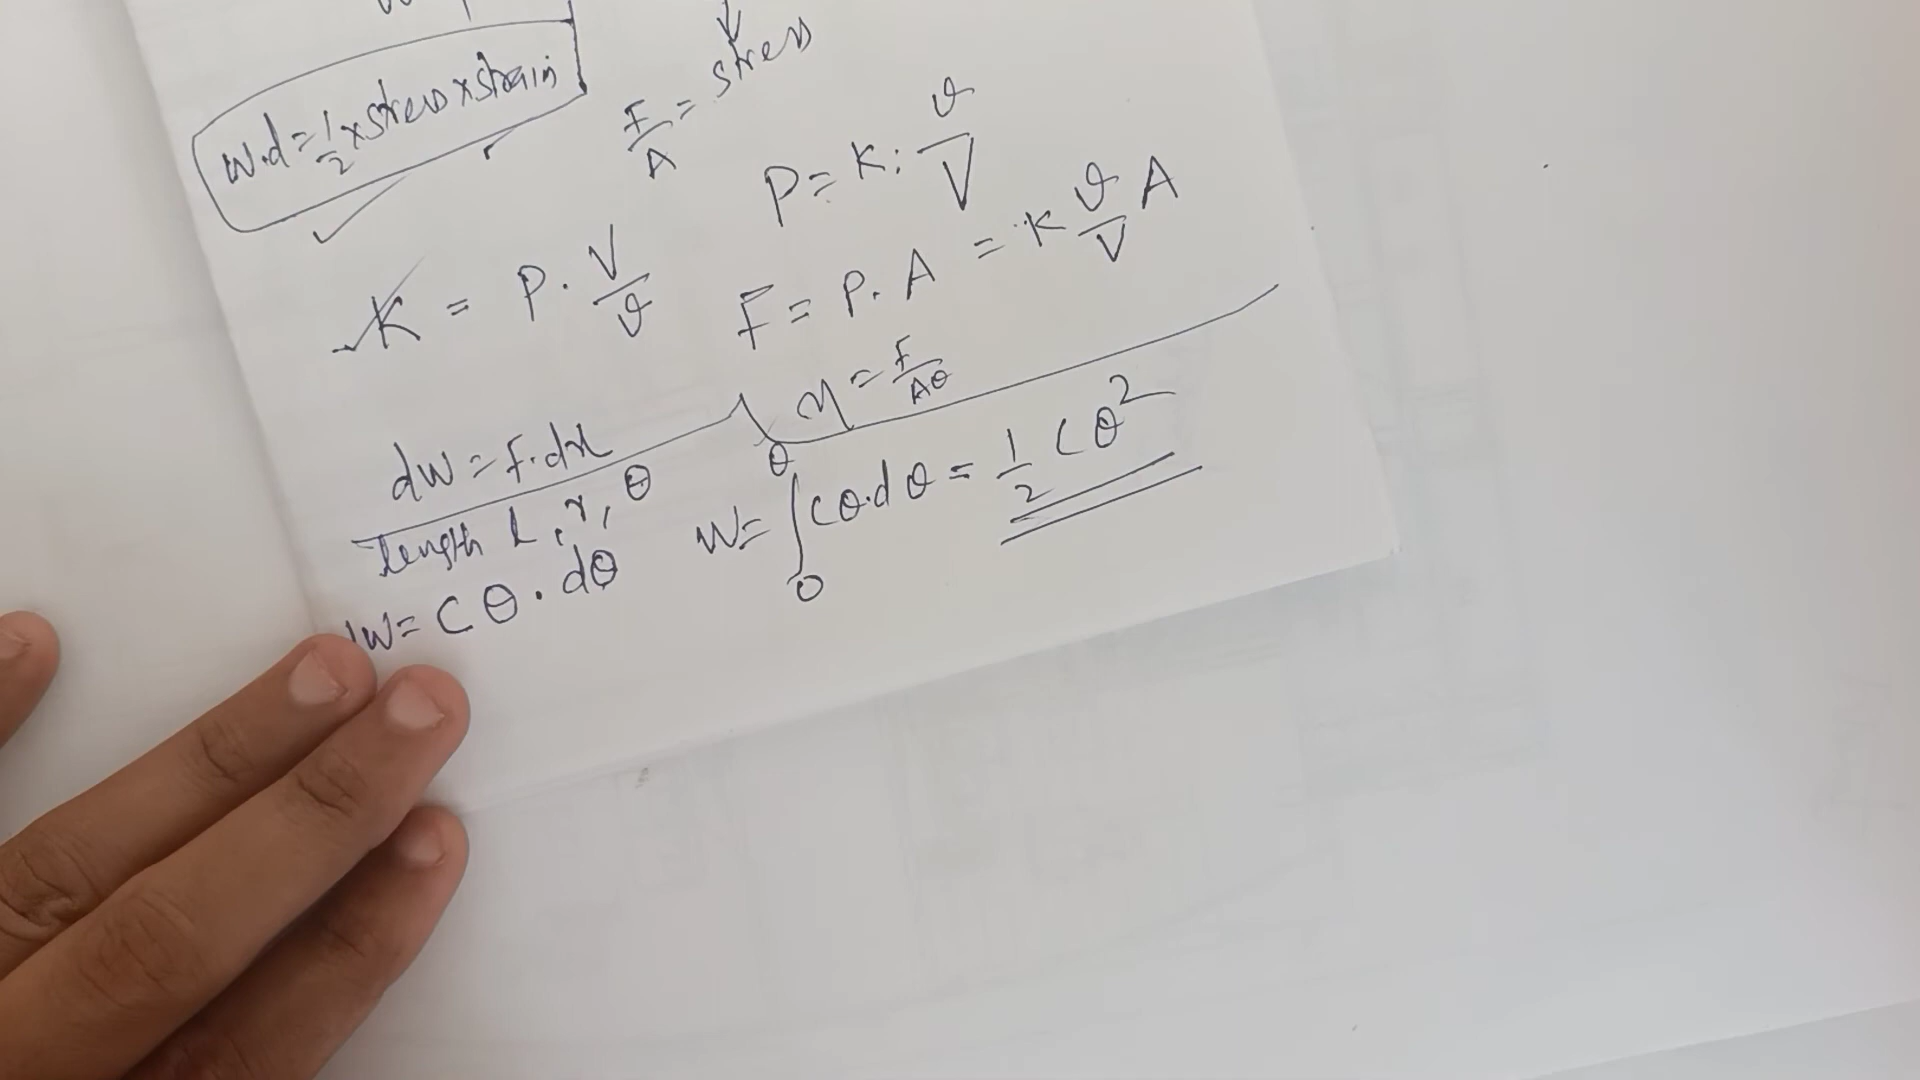 W.d = 1/2 × stress × strain
F/A = stress
P = K . v/V
K = P . V/v
F = P . A = K v/V A
η = F/Aθ
dw = F . dx
length L, r, θ
dw = Cθ . dθ
W = ∫₀^θ Cθ . dθ = 1/2 Cθ²